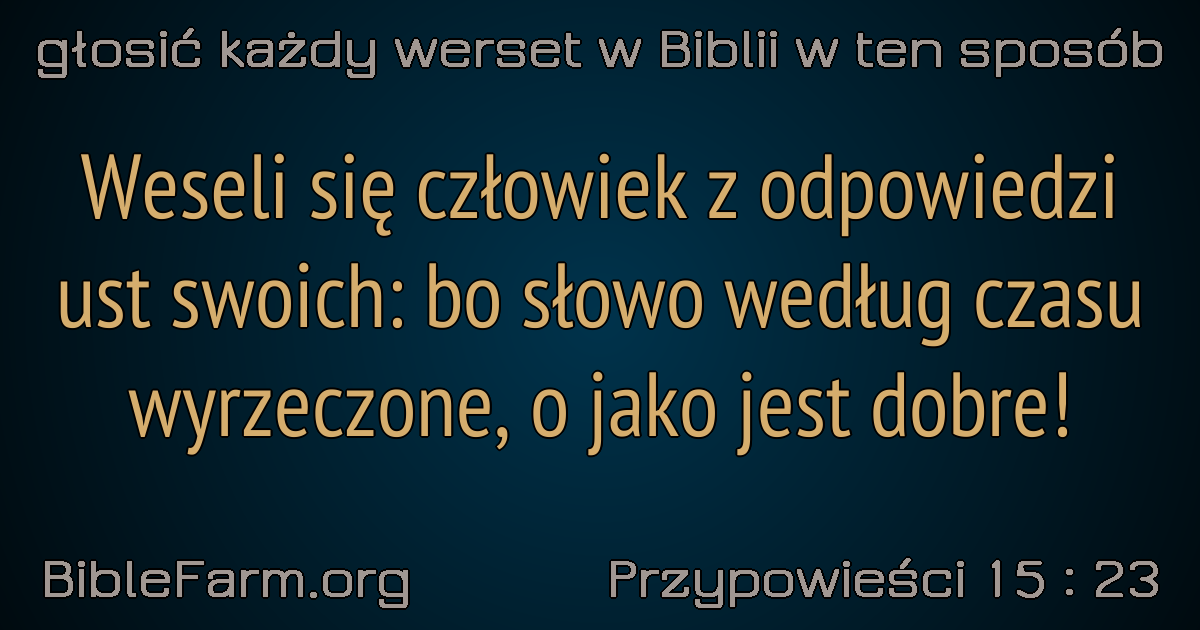 głosić każdy werset w Biblii w ten sposób
Weseli się człowiek z odpowiedzi
ust swoich: bo słowo według czasu
wyrzeczone, o jako jest dobre!
BibleFarm.org
Przypowieści 15 : 23